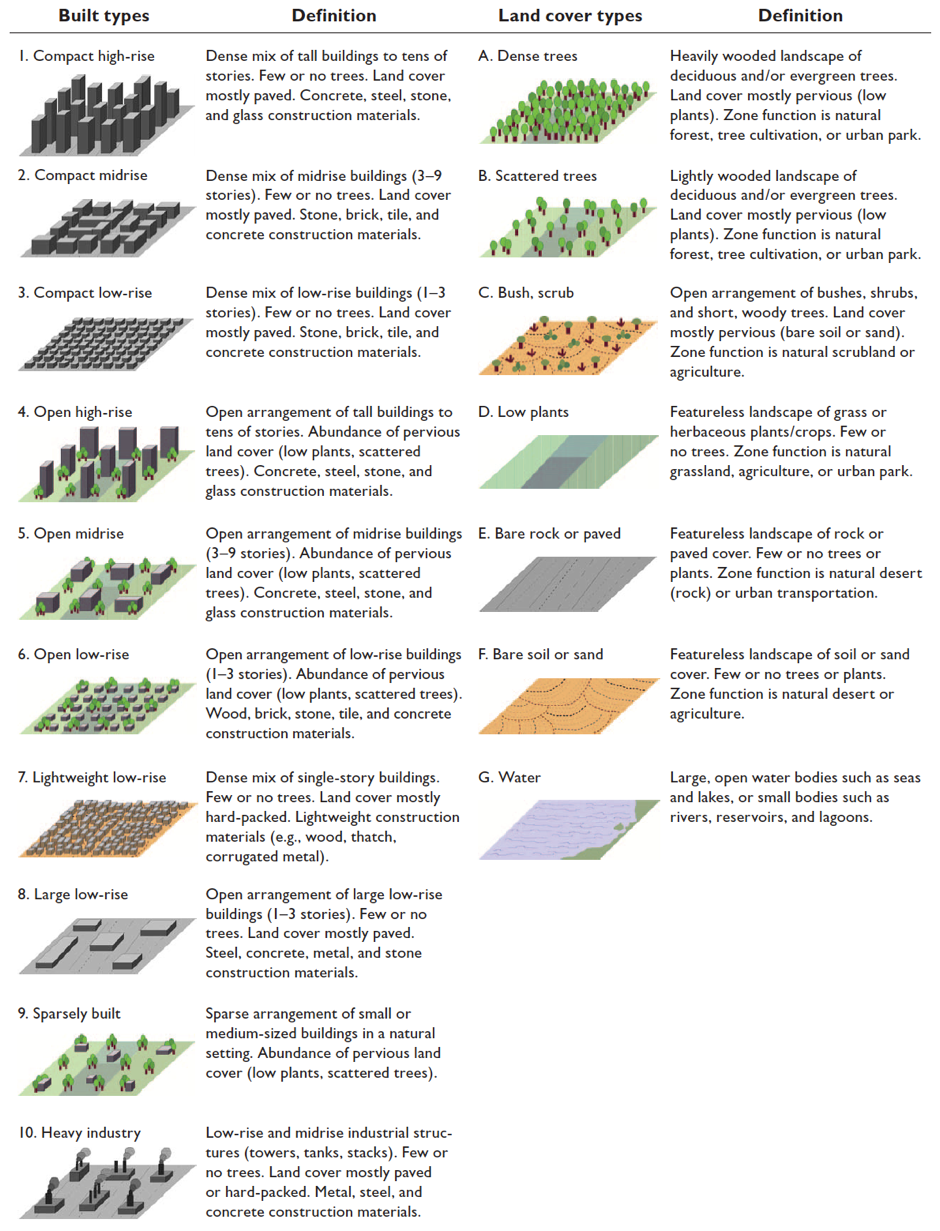 Built types
Definition
Land cover types
Definition
1. Compact high-rise
Dense mix of tall buildings to tens of
stories. Few or no trees. Land cover
mostly paved. Concrete, steel, stone,
and glass construction materials.
A. Dense trees
Heavily wooded landscape of
deciduous and/or evergreen trees.
Land cover mostly pervious (low
plants). Zone function is natural
forest, tree cultivation, or urban park.
2. Compact midrise
Dense mix of midrise buildings (3–9
stories). Few or no trees. Land cover
mostly paved. Stone, brick, tile, and
concrete construction materials.
B. Scattered trees
Lightly wooded landscape of
deciduous and/or evergreen trees.
Land cover mostly pervious (low
plants). Zone function is natural
forest, tree cultivation, or urban park.
3. Compact low-rise
Dense mix of low-rise buildings (1–3
stories). Few or no trees. Land cover
mostly paved. Stone, brick, tile, and
concrete construction materials.
C. Bush, scrub
Open arrangement of bushes, shrubs,
and short, woody trees. Land cover
mostly pervious (bare soil or sand).
Zone function is natural scrubland or
agriculture.
4. Open high-rise
Open arrangement of tall buildings to
tens of stories. Abundance of pervious
land cover (low plants, scattered
trees). Concrete, steel, stone, and
glass construction materials.
D. Low plants
Featureless landscape of grass or
herbaceous plants/crops. Few or
no trees. Zone function is natural
grassland, agriculture, or urban park.
5. Open midrise
Open arrangement of midrise buildings
(3–9 stories). Abundance of pervious
land cover (low plants, scattered
trees). Concrete, steel, stone, and
glass construction materials.
E. Bare rock or paved
Featureless landscape of rock or
paved cover. Few or no trees or
plants. Zone function is natural desert
(rock) or urban transportation.
6. Open low-rise
Open arrangement of low-rise buildings
(1–3 stories). Abundance of pervious
land cover (low plants, scattered trees).
Wood, brick, stone, tile, and concrete
construction materials.
F. Bare soil or sand
Featureless landscape of soil or sand
cover. Few or no trees or plants.
Zone function is natural desert or
agriculture.
7. Lightweight low-rise
Dense mix of single-story buildings.
Few or no trees. Land cover mostly
hard-packed. Lightweight construction
materials (e.g., wood, thatch,
corrugated metal).
G. Water
Large, open water bodies such as seas
and lakes, or small bodies such as
rivers, reservoirs, and lagoons.
8. Large low-rise
Open arrangement of large low-rise
buildings (1–3 stories). Few or no
trees. Land cover mostly paved.
Steel, concrete, metal, and stone
construction materials.
9. Sparsely built
Sparse arrangement of small or
medium-sized buildings in a natural
setting. Abundance of pervious land
cover (low plants, scattered trees).
10. Heavy industry
Low-rise and midrise industrial struc-
tures (towers, tanks, stacks). Few or
no trees. Land cover mostly paved
or hard-packed. Metal, steel, and
concrete construction materials.